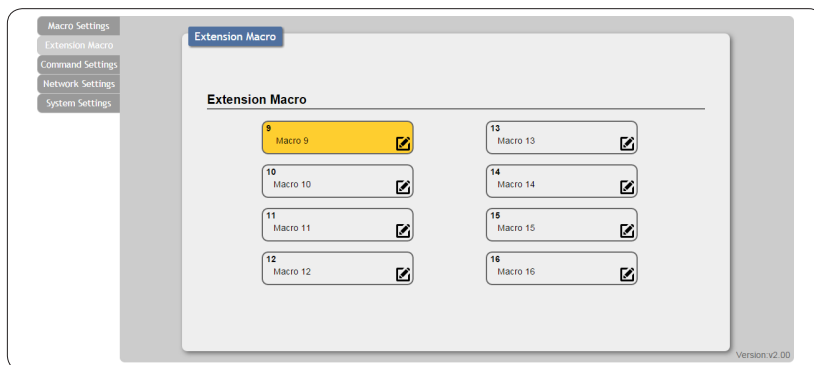 Macro Settings
Extension Macro
Command Settings
Network Settings
System Settings
Extension Macro
Extension Macro
9
Macro 9
10
Macro 10
11
Macro 11
12
Macro 12
13
Macro 13
14
Macro 14
15
Macro 15
16
Macro 16
Version:v2.00